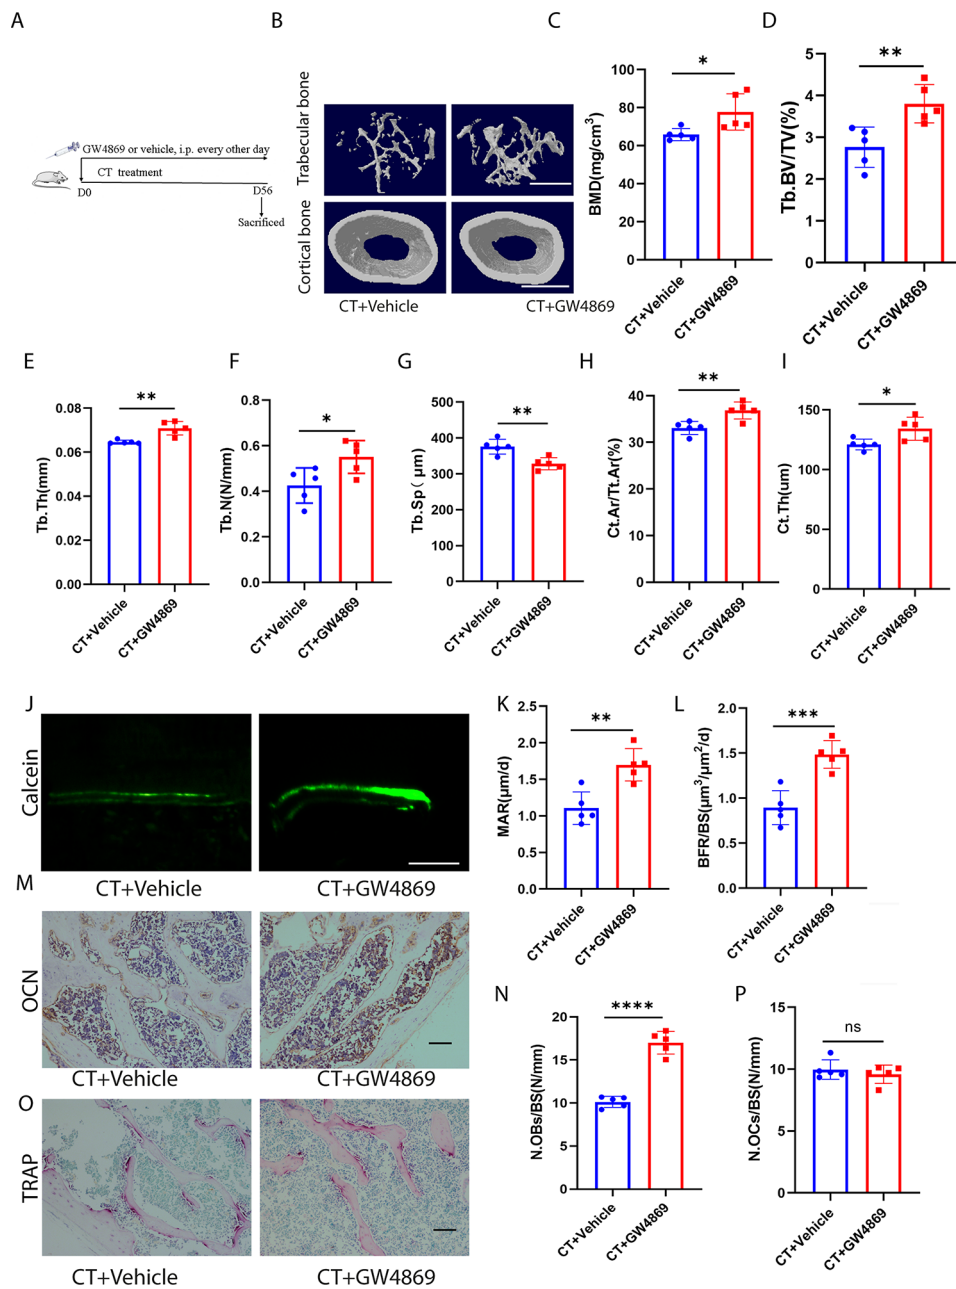 A
GW4869 or vehicle, i.p. every other day
CT treatment
D0
D56
Sacrificed
B
Trabecular bone
Cortical bone
CT+Vehicle
CT+GW4869
C
BMD(mg/cm³)
100
80
60
40
20
0
*
CT+Vehicle
CT+GW4869
D
Tb.BV/TV(%)
5
4
3
2
1
0
**
CT+Vehicle
CT+GW4869
E
Tb.Th(mm)
0.08
0.06
0.04
0.02
0.00
**
CT+Vehicle
CT+GW4869
F
Tb.N(N/mm)
0.8
0.6
0.4
0.2
0.0
*
CT+Vehicle
CT+GW4869
G
Tb.Sp( μm)
500
400
300
200
100
0
**
CT+Vehicle
CT+GW4869
H
Ct.Ar/Tt.Ar(%)
40
30
20
10
0
**
CT+Vehicle
CT+GW4869
I
Ct.Th(um)
150
100
50
0
*
CT+Vehicle
CT+GW4869
J
Calcein
CT+Vehicle
CT+GW4869
K
MAR(μm/d)
2.5
2.0
1.5
1.0
0.5
0.0
**
CT+Vehicle
CT+GW4869
L
BFR/BS(μm³/μm²/d)
2.0
1.5
1.0
0.5
0.0
***
CT+Vehicle
CT+GW4869
M
OCN
CT+Vehicle
CT+GW4869
N
N.OBs/BS(N/mm)
20
15
10
5
0
****
CT+Vehicle
CT+GW4869
O
TRAP
CT+Vehicle
CT+GW4869
P
N.OCs/BS(N/mm)
15
10
5
0
ns
CT+Vehicle
CT+GW4869